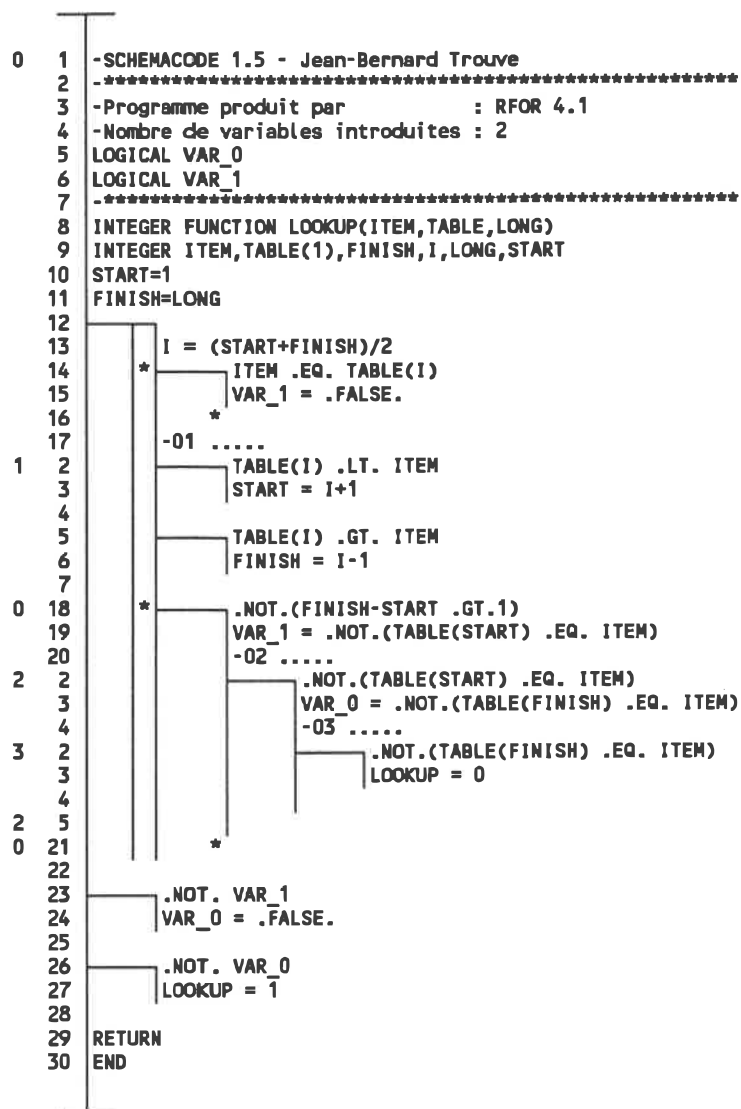 0 1 -SCHEMACODE 1.5 - Jean-Bernard Trouve
2 -********************************************************
3 -Programme produit par : RFOR 4.1
4 -Nombre de variables introduites : 2
5 LOGICAL VAR_0
6 LOGICAL VAR_1
7 -********************************************************
8 INTEGER FUNCTION LOOKUP(ITEM,TABLE,LONG)
9 INTEGER ITEM,TABLE(1),FINISH,I,LONG,START
10 START=1
11 FINISH=LONG
12
13 I = (START+FINISH)/2
14 * ITEM .EQ. TABLE(I)
15 VAR_1 = .FALSE.
16 *
17 -01 .....
1 2 TABLE(I) .LT. ITEM
3 START = I+1
4
5 TABLE(I) .GT. ITEM
6 FINISH = I-1
7
0 18 * .NOT.(FINISH-START .GT.1)
19 VAR_1 = .NOT.(TABLE(START) .EQ. ITEM)
20 -02 .....
2 2 .NOT.(TABLE(START) .EQ. ITEM)
3 VAR_0 = .NOT.(TABLE(FINISH) .EQ. ITEM)
4 -03 .....
3 2 .NOT.(TABLE(FINISH) .EQ. ITEM)
3 LOOKUP = 0
4
2 5
0 21 *
22
23 .NOT. VAR_1
24 VAR_0 = .FALSE.
25
26 .NOT. VAR_0
27 LOOKUP = 1
28
29 RETURN
30 END